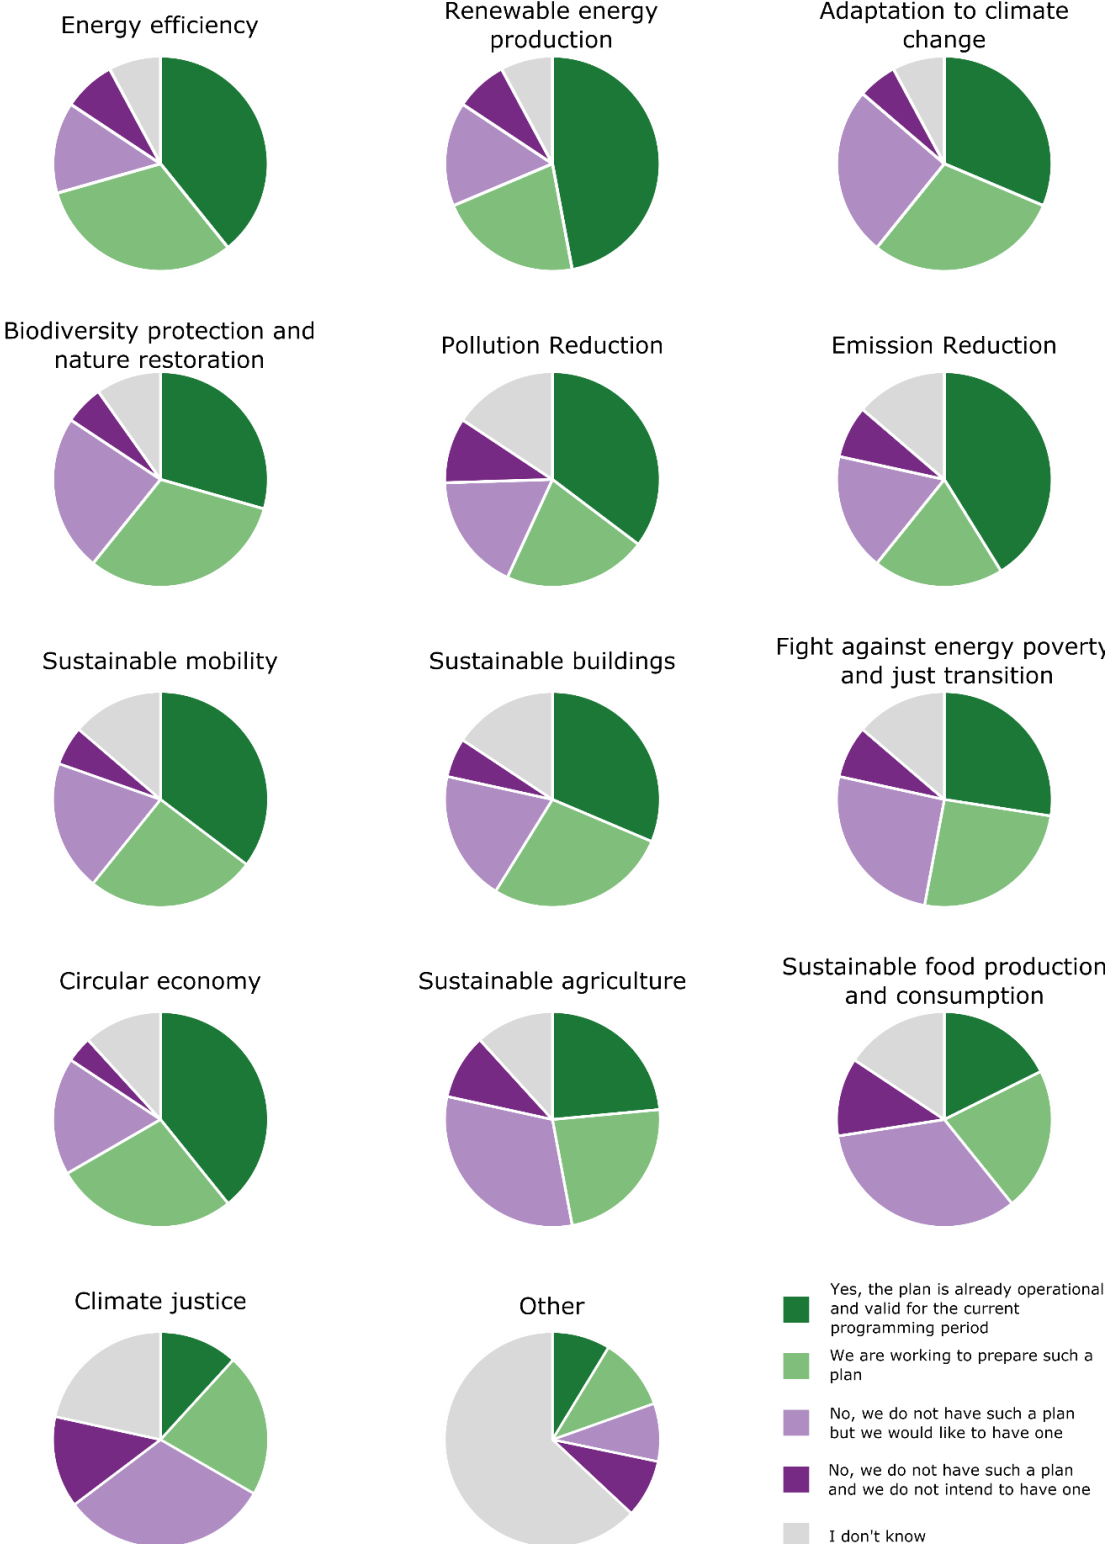 Energy efficiency
Renewable energy
production
Adaptation to climate
change
Biodiversity protection and
nature restoration
Pollution Reduction
Emission Reduction
Sustainable mobility
Sustainable buildings
Fight against energy poverty
and just transition
Circular economy
Sustainable agriculture
Sustainable food production
and consumption
Climate justice
Other
Yes, the plan is already operational
and valid for the current
programming period
We are working to prepare such a
plan
No, we do not have such a plan
but we would like to have one
No, we do not have such a plan
and we do not intend to have one
I don't know